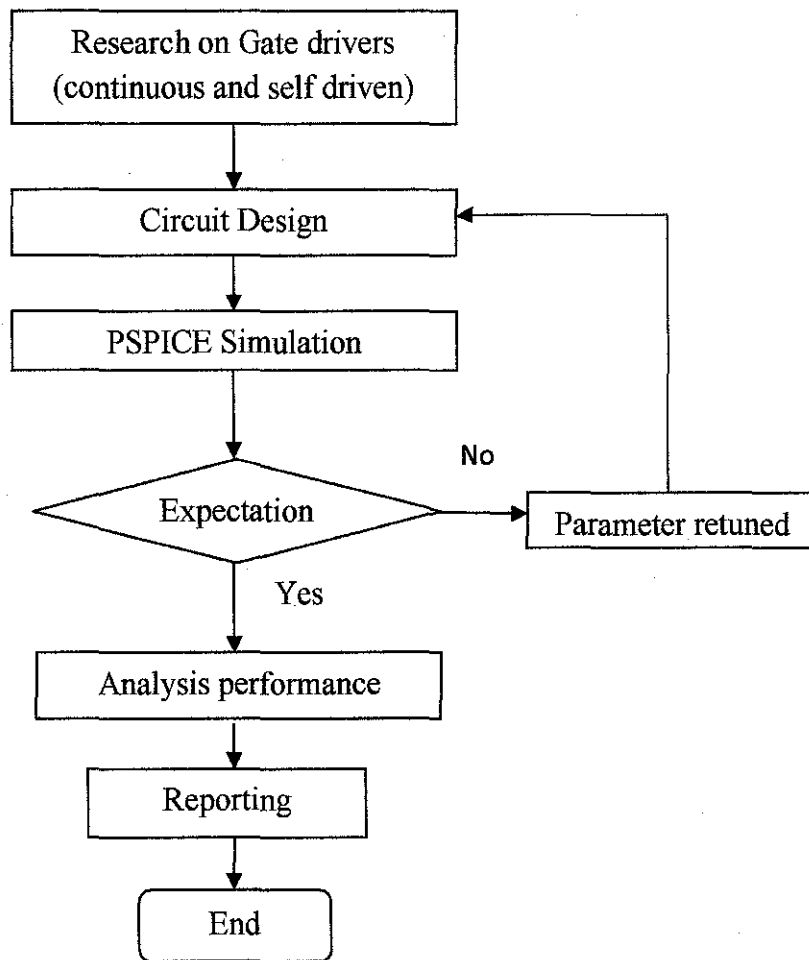 Research on Gate drivers
(continuous and self driven)
Circuit Design
PSPICE Simulation
No
Expectation
Parameter retuned
Yes
Analysis performance
Reporting
End